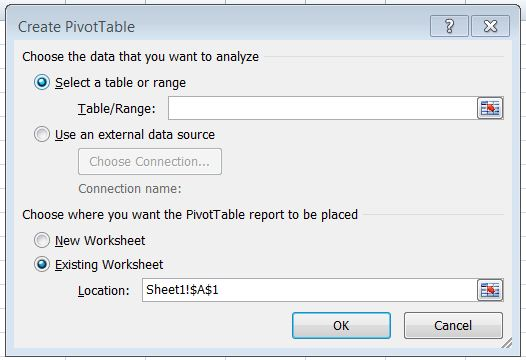 Create PivotTable
?
Choose the data that you want to analyze
Select a table or range
Table/Range:
Use an external data source
Choose Connection...
Connection name:
Choose where you want the PivotTable report to be placed
New Worksheet
Existing Worksheet
Location: Sheet1!$A$1
OK Cancel